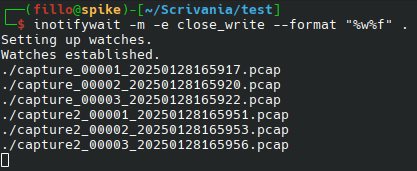 ┌──(fillo@spike)-[~/Scrivania/test]
└─$ inotifywait -m -e close_write --format "%w%f" .
Setting up watches.
Watches established.
./capture_00001_20250128165917.pcap
./capture_00002_20250128165920.pcap
./capture_00003_20250128165922.pcap
./capture2_00001_20250128165951.pcap
./capture2_00002_20250128165953.pcap
./capture2_00003_20250128165956.pcap